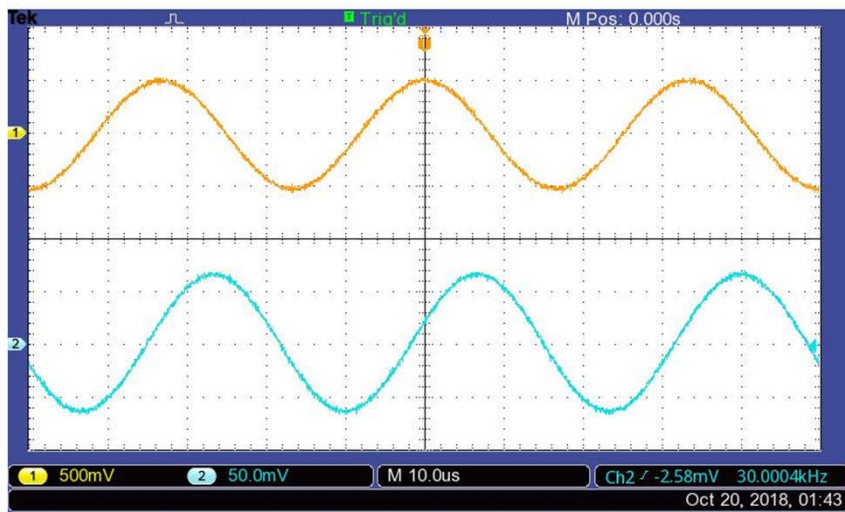 Tek Trig'd M Pos: 0.000s
1
2
1 500mV 2 50.0mV M 10.0us Ch2 -2.58mV 30.0004kHz
Oct 20, 2018, 01:43